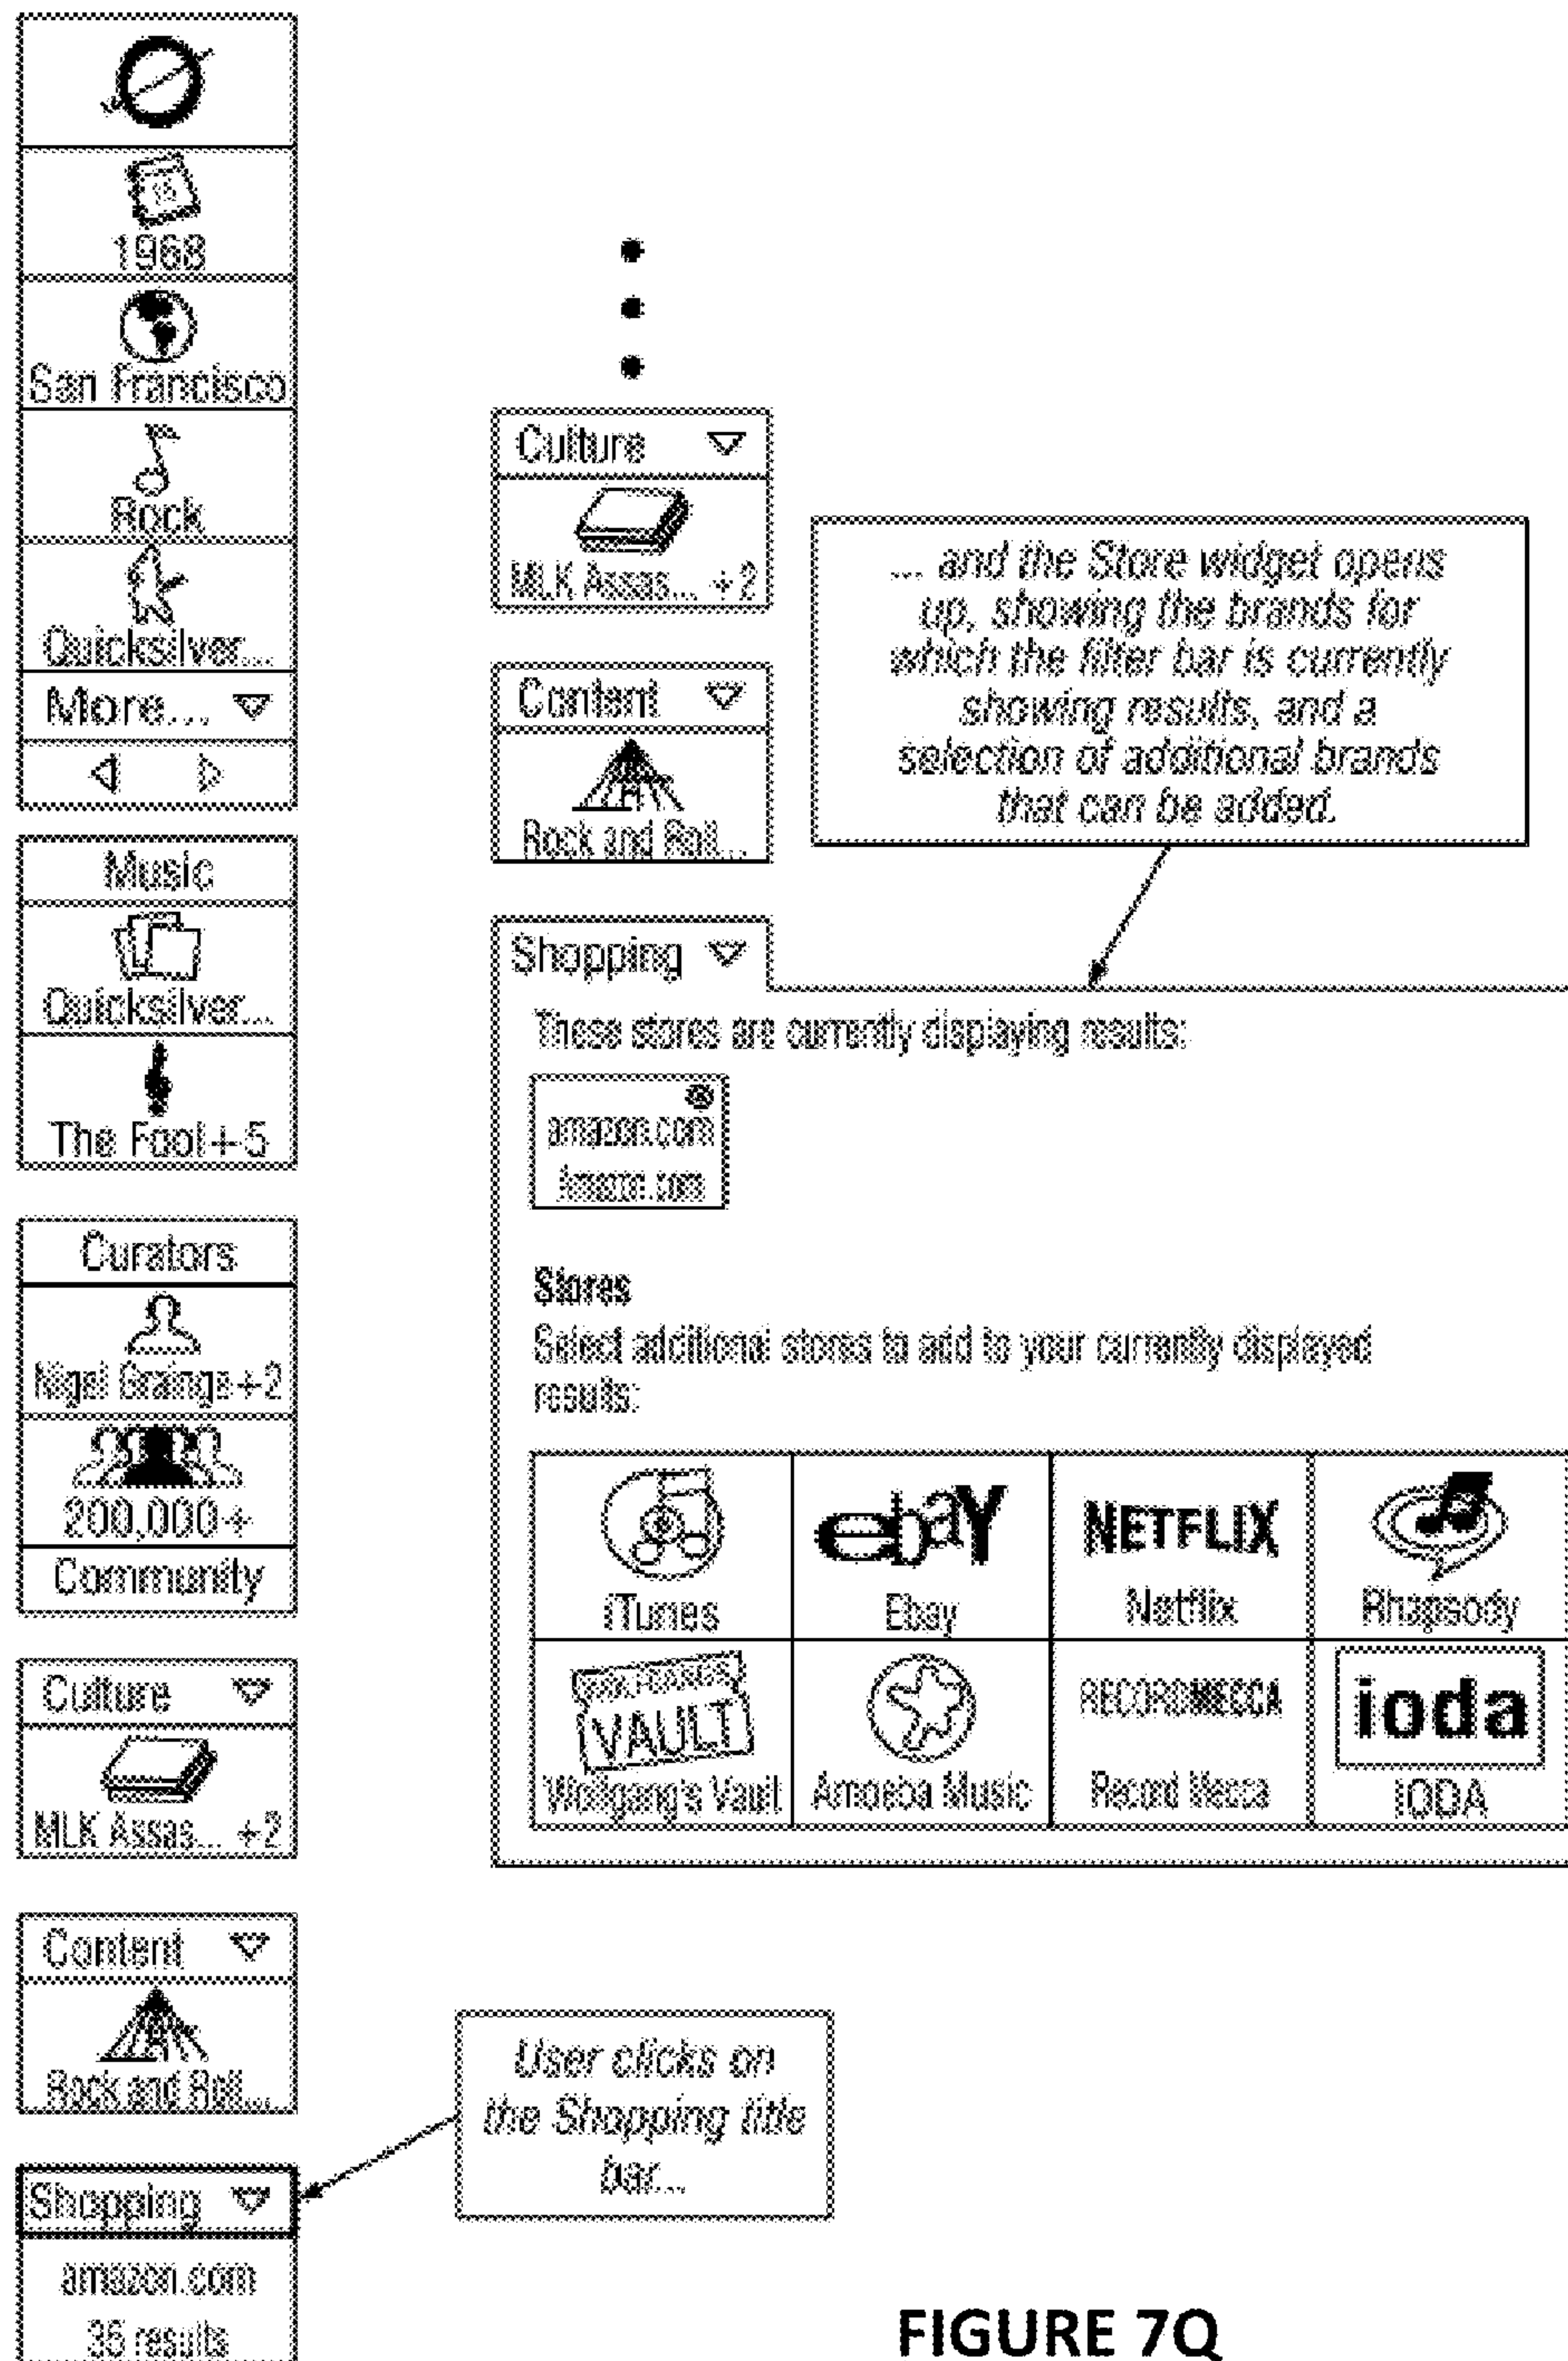 1968
San Francisco
Rock
Quicksilver...
More...
Music
Quicksilver...
The Fool+5
Curators
Nigel Grainge+2
200,000+
Community
Culture
MLK Assas... +2
Content
Rock and Roll...
Shopping
amazon.com
35 results
User clicks on
the Shopping title
bar...
Culture
MLK Assas... +2
Content
Rock and Roll...
... and the Store widget opens
up, showing the brands for
which the filter bar is currently
showing results, and a
selection of additional brands
that can be added.
Shopping
These stores are currently displaying results:
amazon.com
Amazon.com
Stores
Select additional stores to add to your currently displayed
results:
iTunes
ebaY
Ebay
NETFLIX
Netflix
Rhapsody
VAULT
Wolfgang's Vault
Amoeba Music
RECORDMECCA
Record Mecca
ioda
IODA
FIGURE 7Q